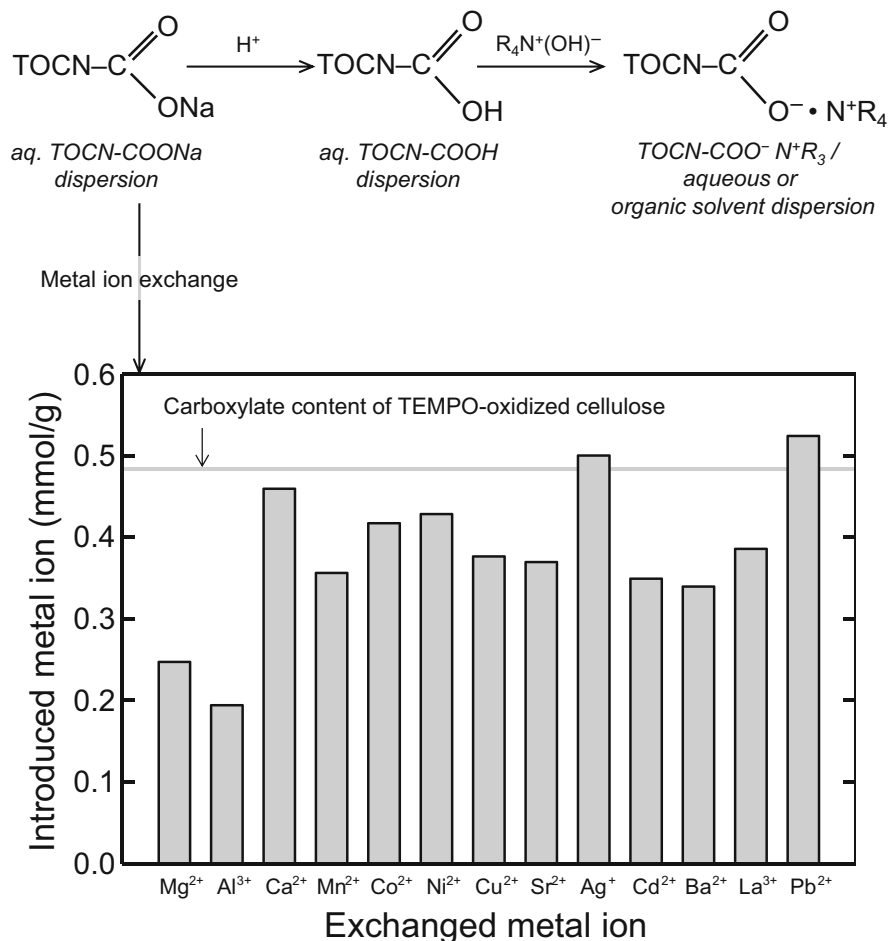 O
TOCN–C
ONa
H⁺
O
TOCN–C
OH
R₄N⁺(OH)⁻
O
TOCN–C
O⁻ • N⁺R₄
aq. TOCN-COONa
dispersion
aq. TOCN-COOH
dispersion
TOCN-COO⁻ N⁺R₃ /
aqueous or
organic solvent dispersion
Metal ion exchange
Carboxylate content of TEMPO-oxidized cellulose
Introduced metal ion (mmol/g)
0.6
0.5
0.4
0.3
0.2
0.1
0.0
Mg²⁺ Al³⁺ Ca²⁺ Mn²⁺ Co²⁺ Ni²⁺ Cu²⁺ Sr²⁺ Ag⁺ Cd²⁺ Ba²⁺ La³⁺ Pb²⁺
Exchanged metal ion